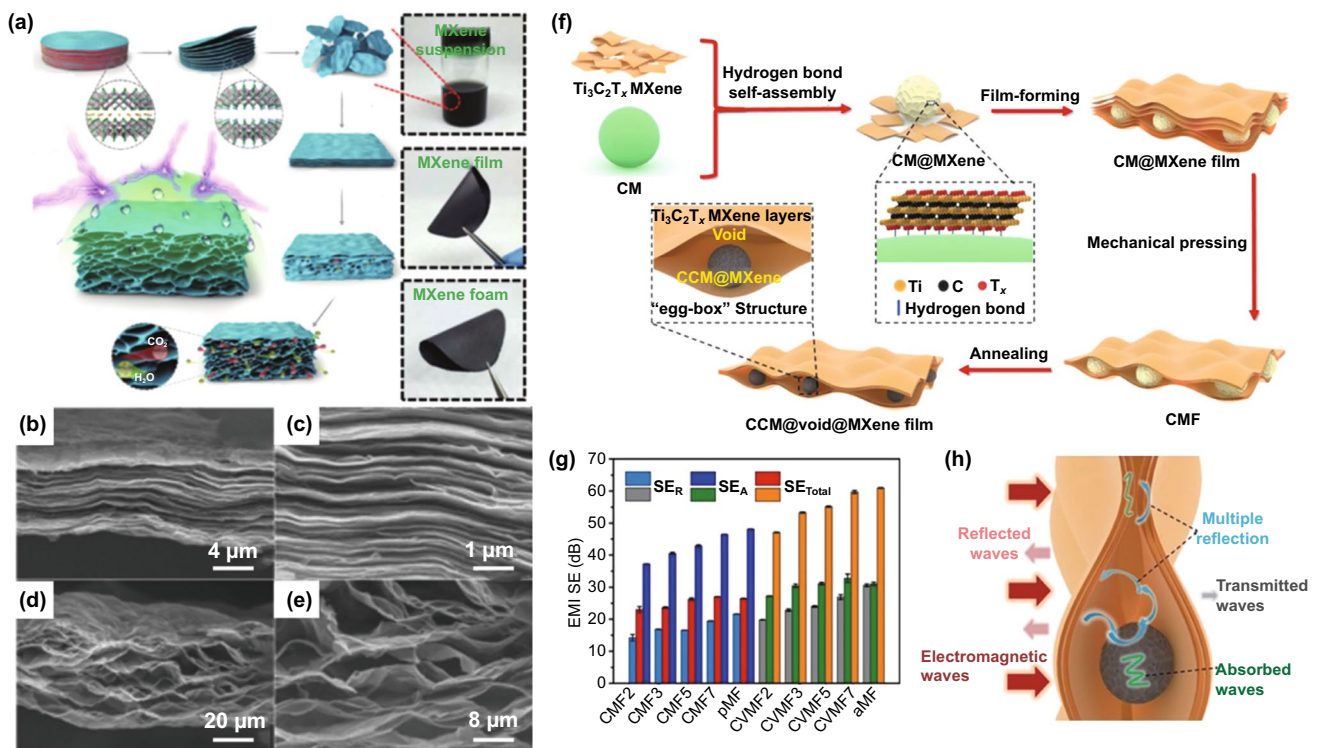 (a)
MXene
suspension
MXene film
MXene foam
CO₂
H₂O
(b)
4 μm
(c)
1 μm
(d)
20 μm
(e)
8 μm
(f)
Ti₃C₂Tₓ MXene
CM
Hydrogen bond
self-assembly
CM@MXene
Film-forming
CM@MXene film
Mechanical pressing
Ti₃C₂Tₓ MXene layers
Void
CCM@MXene
“egg-box” Structure
Ti C Tₓ
Hydrogen bond
Annealing
CMF
CCM@void@MXene film
(g)
EMI SE (dB)
70
60
50
40
30
20
10
0
SE_R SE_A SE_Total
CMF2
CMF3
CMF5
CMF7
pMF
CVMF2
CVMF3
CVMF5
CVMF7
aMF
(h)
Reflected
waves
Electromagnetic
waves
Multiple
reflection
Transmitted
waves
Absorbed
waves